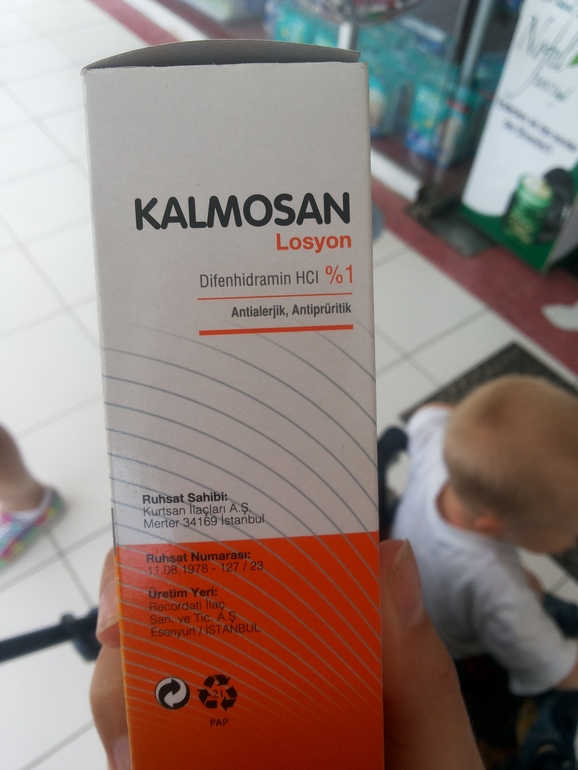 KALMOSAN
Losyon
Difenhidramin HCl %1
Antialerjik, Antiprüritik
Ruhsat Sahibi:
Kurtsan İlaçları A.Ş.
Merter 34169 İstanbul
Ruhsat Numarası:
11.08.1978 - 127 / 23
Üretim Yeri:
Recordati İlaç
San. ve Tic. A.Ş.
Esenyurt / İSTANBUL
21
PAP